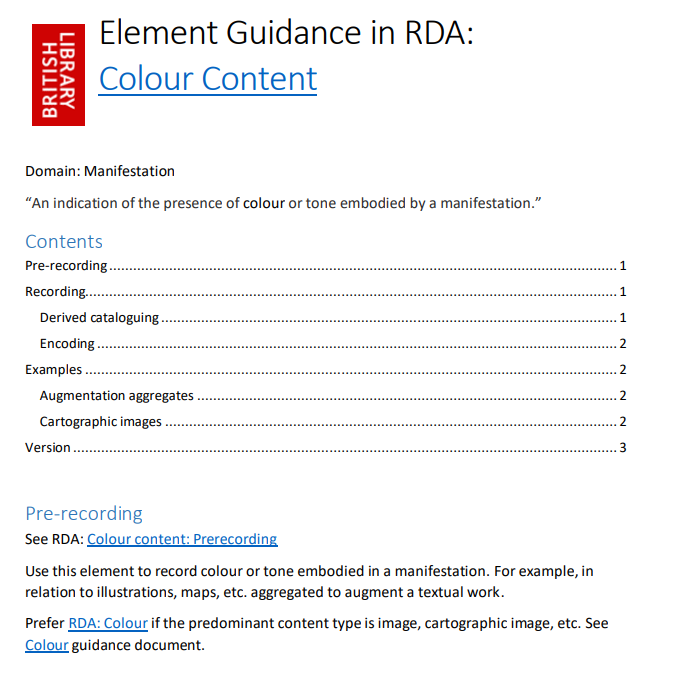 LIBRARY
BRITISH
Element Guidance in RDA:
Colour Content
Domain: Manifestation
“An indication of the presence of colour or tone embodied by a manifestation.”
Contents
Pre-recording ........................................ 1
Recording ........................................ 1
Derived cataloguing ........................................ 1
Encoding ........................................ 2
Examples ........................................ 2
Augmentation aggregates ........................................ 2
Cartographic images ........................................ 2
Version ........................................ 3
Pre-recording
See RDA: Colour content: Prerecording
Use this element to record colour or tone embodied in a manifestation. For example, in
relation to illustrations, maps, etc. aggregated to augment a textual work.
Prefer RDA: Colour if the predominant content type is image, cartographic image, etc. See
Colour guidance document.